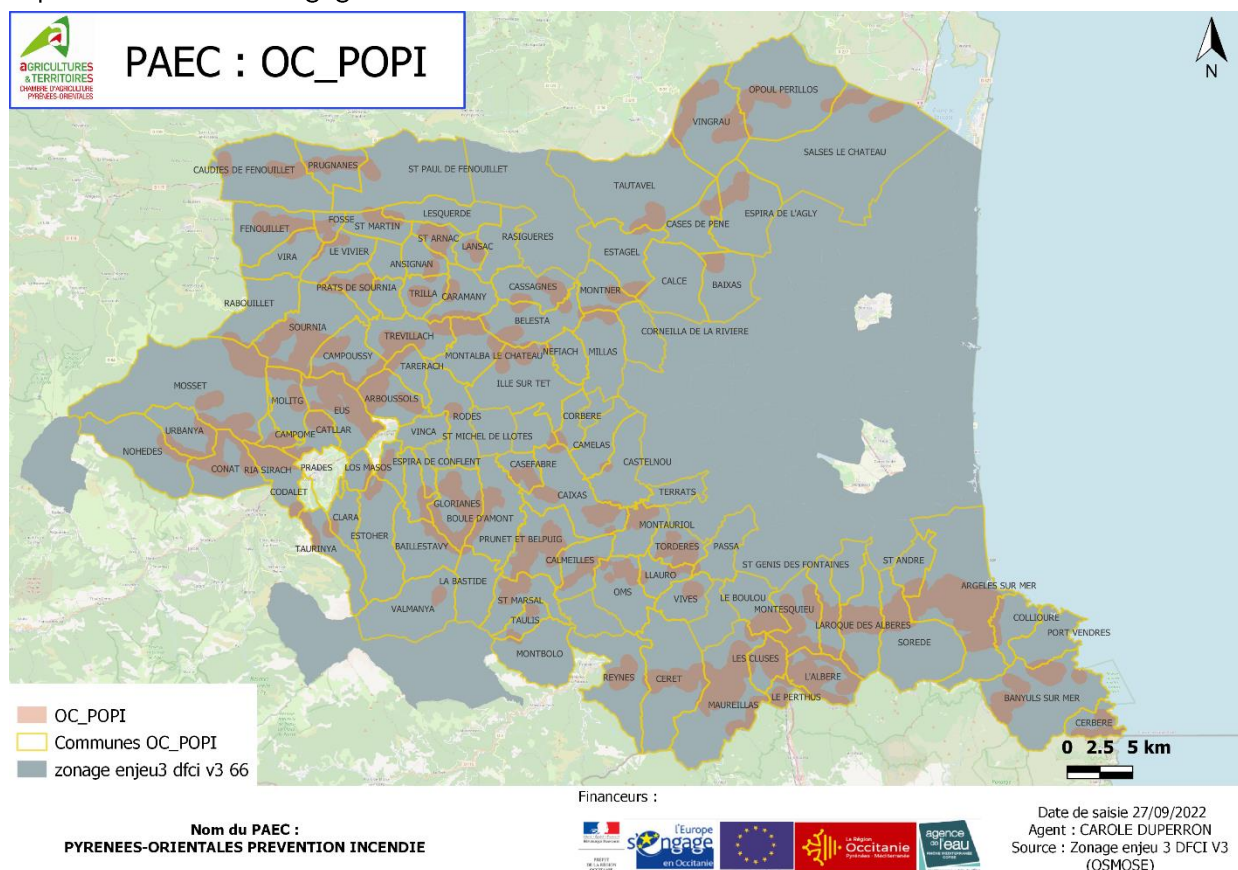 aGRICULTURES
& TERRITOIRES
CHAMBRE D'AGRICULTURE
PYRÉNÉES-ORIENTALES
PAEC : OC_POPI
N
OPOUL PERILLOS
VINGRAU
SALSES LE CHATEAU
CAUDIES DE FENOUILLET
PRUGNANES
ST PAUL DE FENOUILLET
TAUTAVEL
CASES DE PENE
ESPIRA DE L'AGLY
FENOUILLET
FOSSE
ST MARTIN
LESQUERDE
ST ARNAC
LANSAC
RASIGUERES
VIRA
LE VIVIER
ANSIGNAN
ESTAGEL
CALCE
BAIXAS
RABOUILLET
PRATS DE SOURNIA
TRILLA
CARAMANY
CASSAGNES
MONTNER
BELESTA
SOURNIA
TREVILLACH
CORNEILLA DE LA RIVIERE
CAMPOUSSY
MONTALBA LE CHATEAU
NEFIACH
MILLAS
TARERACH
ILLE SUR TET
MOSSET
MOLITG
ARBOUSSOLS
EUS
RODES
CORBERE
URBANYA
CAMPOME
CATLLAR
VINCA
ST MICHEL DE LLOTES
CAMELAS
NOHEDES
CONAT
RIA SIRACH
PRADES
LOS MASOS
ESPIRA DE CONFLENT
CASEFABRE
CASTELNOU
CODALET
GLORIANES
CAIXAS
TERRATS
CLARA
BOULE D'AMONT
MONTAURIOL
ESTOHER
PRUNET ET BELPUIG
TAURINYA
BAILLESTAVY
CALMEILLES
TORDERES
PASSA
ST GENIS DES FONTAINES
ST ANDRE
LA BASTIDE
LLAURO
OMS
VIVES
LE BOULOU
ARGELES SUR MER
VALMANYA
ST MARSAL
TAULIS
MONTESQUIEU
LAROQUE DES ALBERES
COLLIOURE
PORT VENDRES
SOREDE
MONTBOLO
LES CLUSES
REYNES
CERET
L'ALBERE
LE PERTHUS
MAUREILLAS
BANYULS SUR MER
CERBERE
OC_POPI
Communes OC_POPI
zonage enjeu3 dfci v3 66
0 2.5 5 km
Financeurs :
Nom du PAEC :
PYRENEES-ORIENTALES PREVENTION INCENDIE
l'Europe
s'engage
en Occitanie
La Région
Occitanie
Pyrénées - Méditerranée
agence
de l'eau
Date de saisie 27/09/2022
Agent : CAROLE DUPERRON
Source : Zonage enjeu 3 DFCI V3
(OSMOSE)